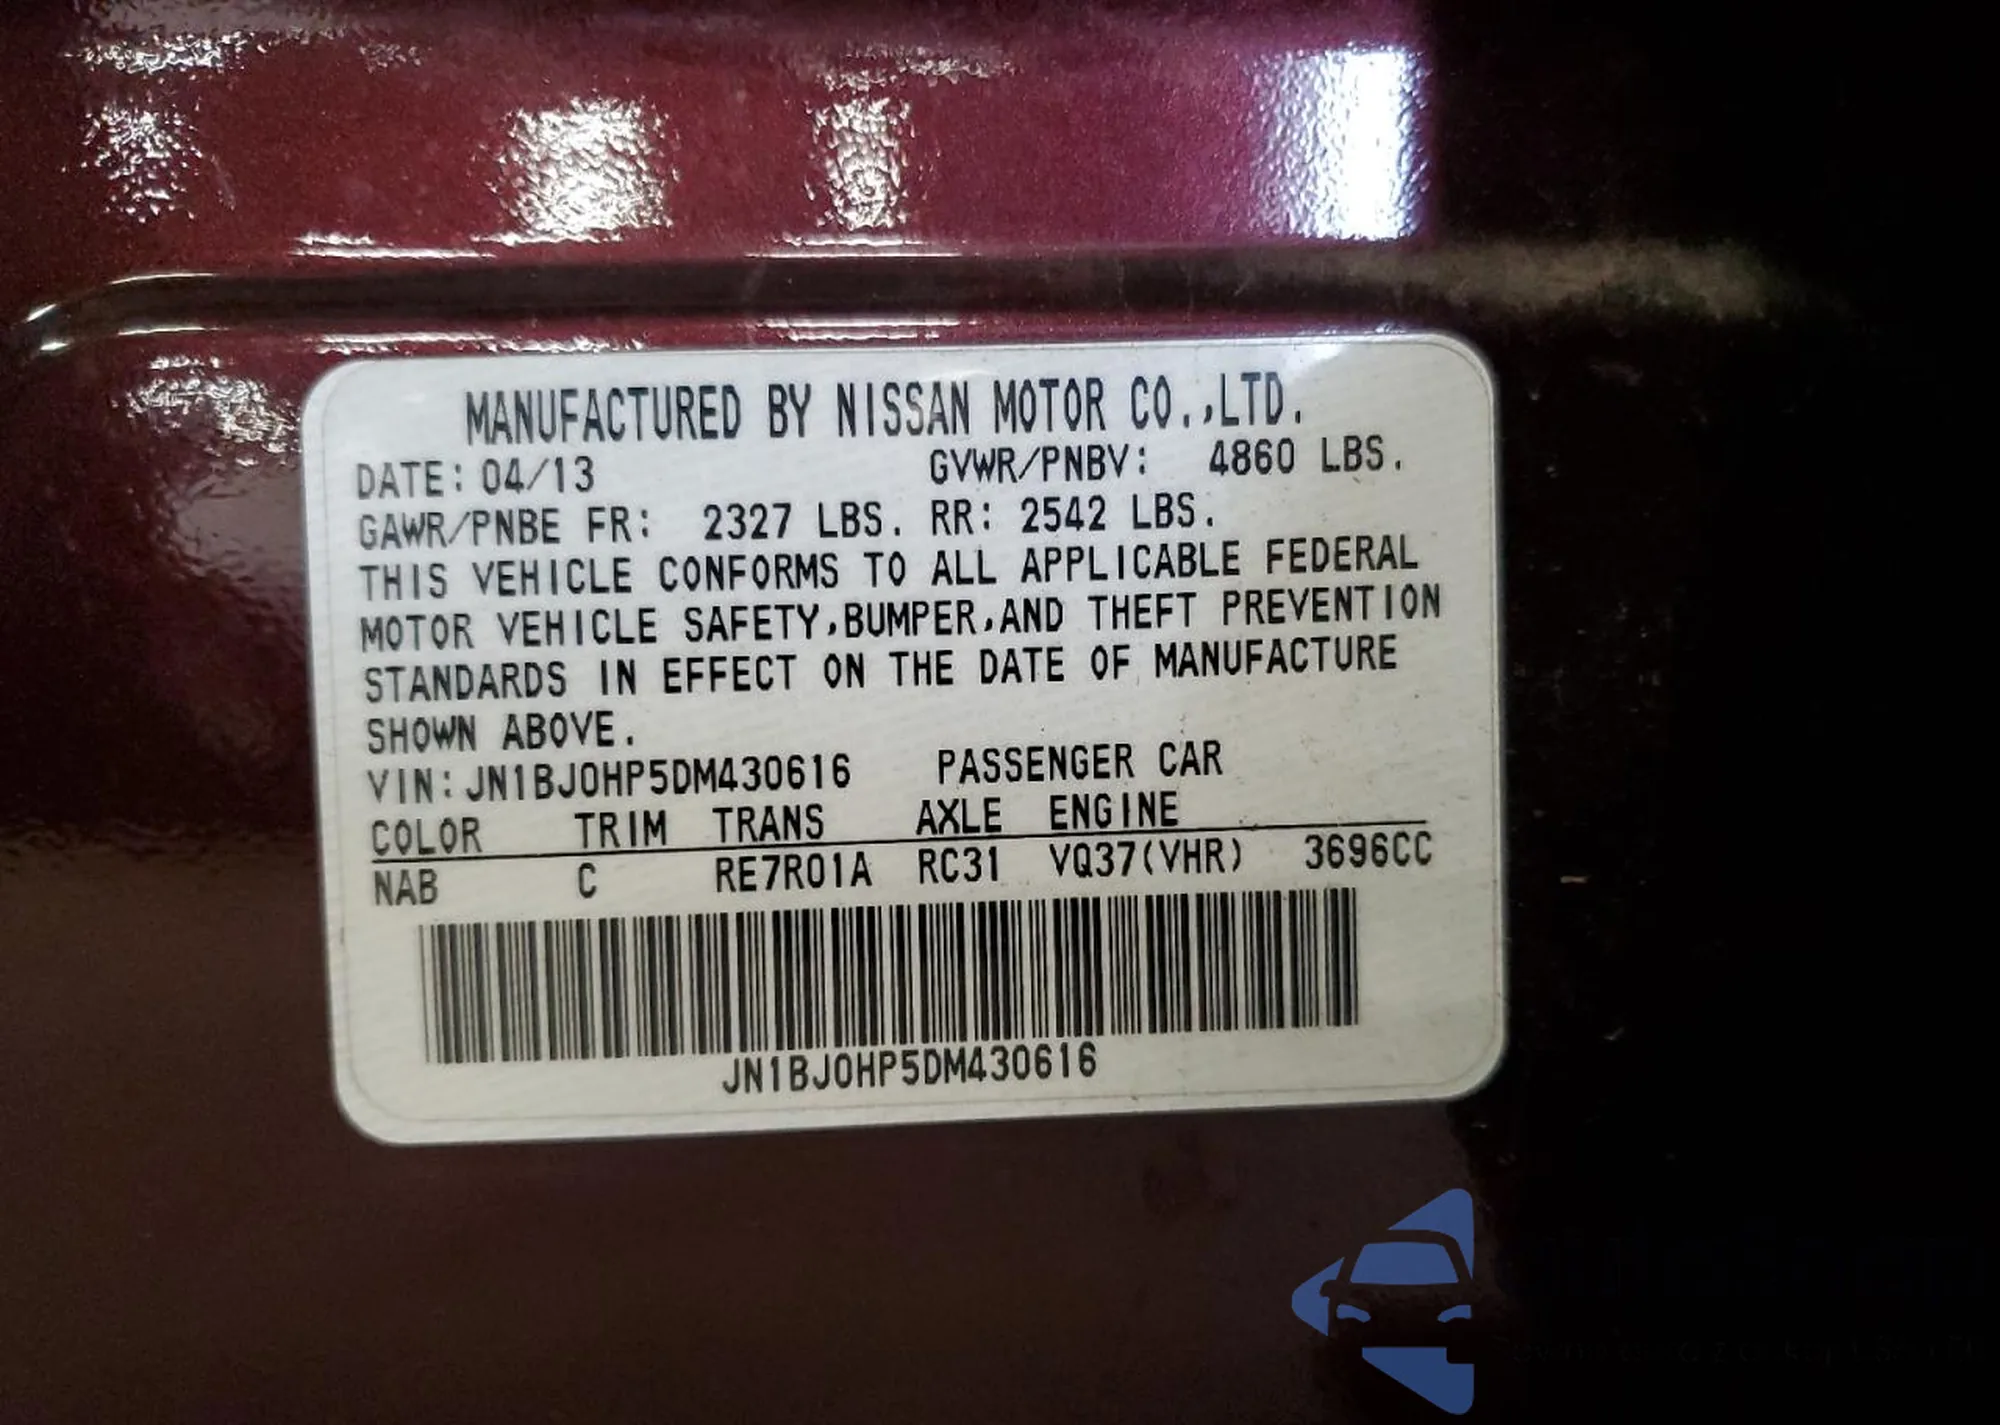 MANUFACTURED BY NISSAN MOTOR CO.,LTD.
DATE: 04/13 GVWR/PNBV: 4860 LBS.
GAWR/PNBE FR: 2327 LBS. RR: 2542 LBS.
THIS VEHICLE CONFORMS TO ALL APPLICABLE FEDERAL
MOTOR VEHICLE SAFETY,BUMPER,AND THEFT PREVENTION
STANDARDS IN EFFECT ON THE DATE OF MANUFACTURE
SHOWN ABOVE.
VIN:JN1BJ0HP5DM430616 PASSENGER CAR
COLOR TRIM TRANS AXLE ENGINE
NAB C RE7R01A RC31 VQ37(VHR) 3696CC
JN1BJ0HP5DM430616